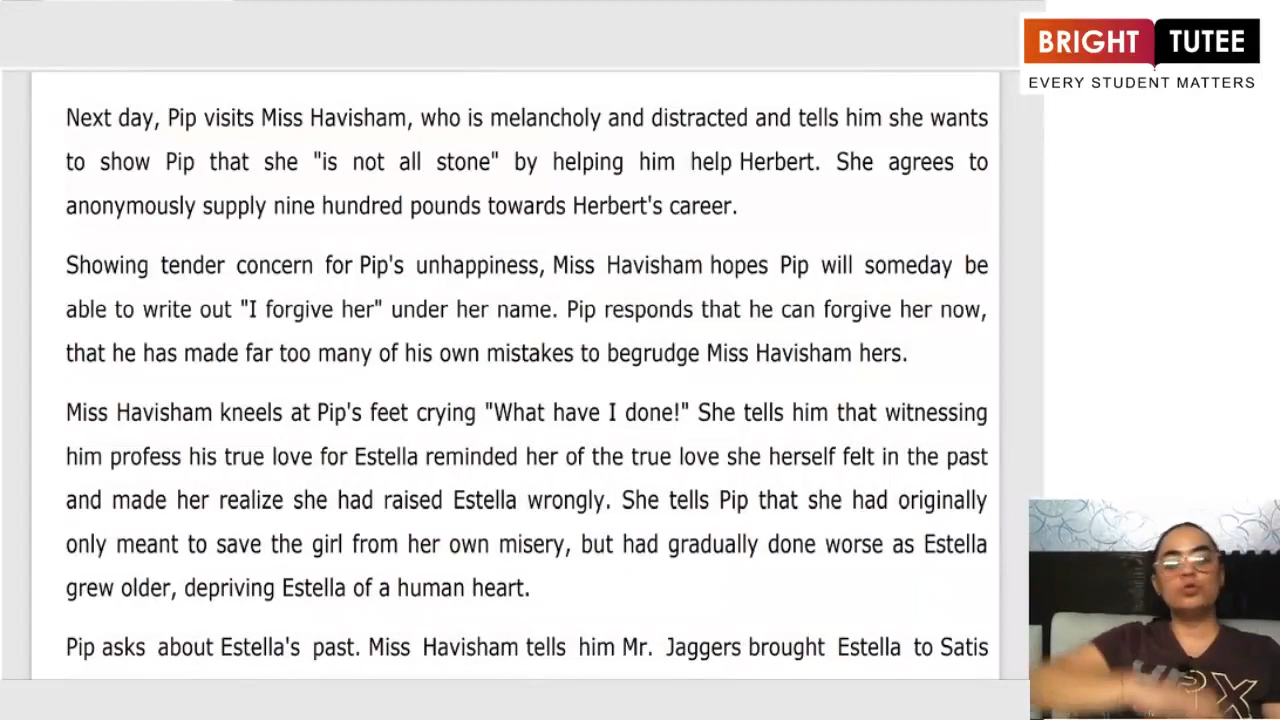 BRIGHT TUTEE
EVERY STUDENT MATTERS
Next day, Pip visits Miss Havisham, who is melancholy and distracted and tells him she wants
to show Pip that she "is not all stone" by helping him help Herbert. She agrees to
anonymously supply nine hundred pounds towards Herbert's career.
Showing tender concern for Pip's unhappiness, Miss Havisham hopes Pip will someday be
able to write out "I forgive her" under her name. Pip responds that he can forgive her now,
that he has made far too many of his own mistakes to begrudge Miss Havisham hers.
Miss Havisham kneels at Pip's feet crying "What have I done!" She tells him that witnessing
him profess his true love for Estella reminded her of the true love she herself felt in the past
and made her realize she had raised Estella wrongly. She tells Pip that she had originally
only meant to save the girl from her own misery, but had gradually done worse as Estella
grew older, depriving Estella of a human heart.
Pip asks about Estella's past. Miss Havisham tells him Mr. Jaggers brought Estella to Satis